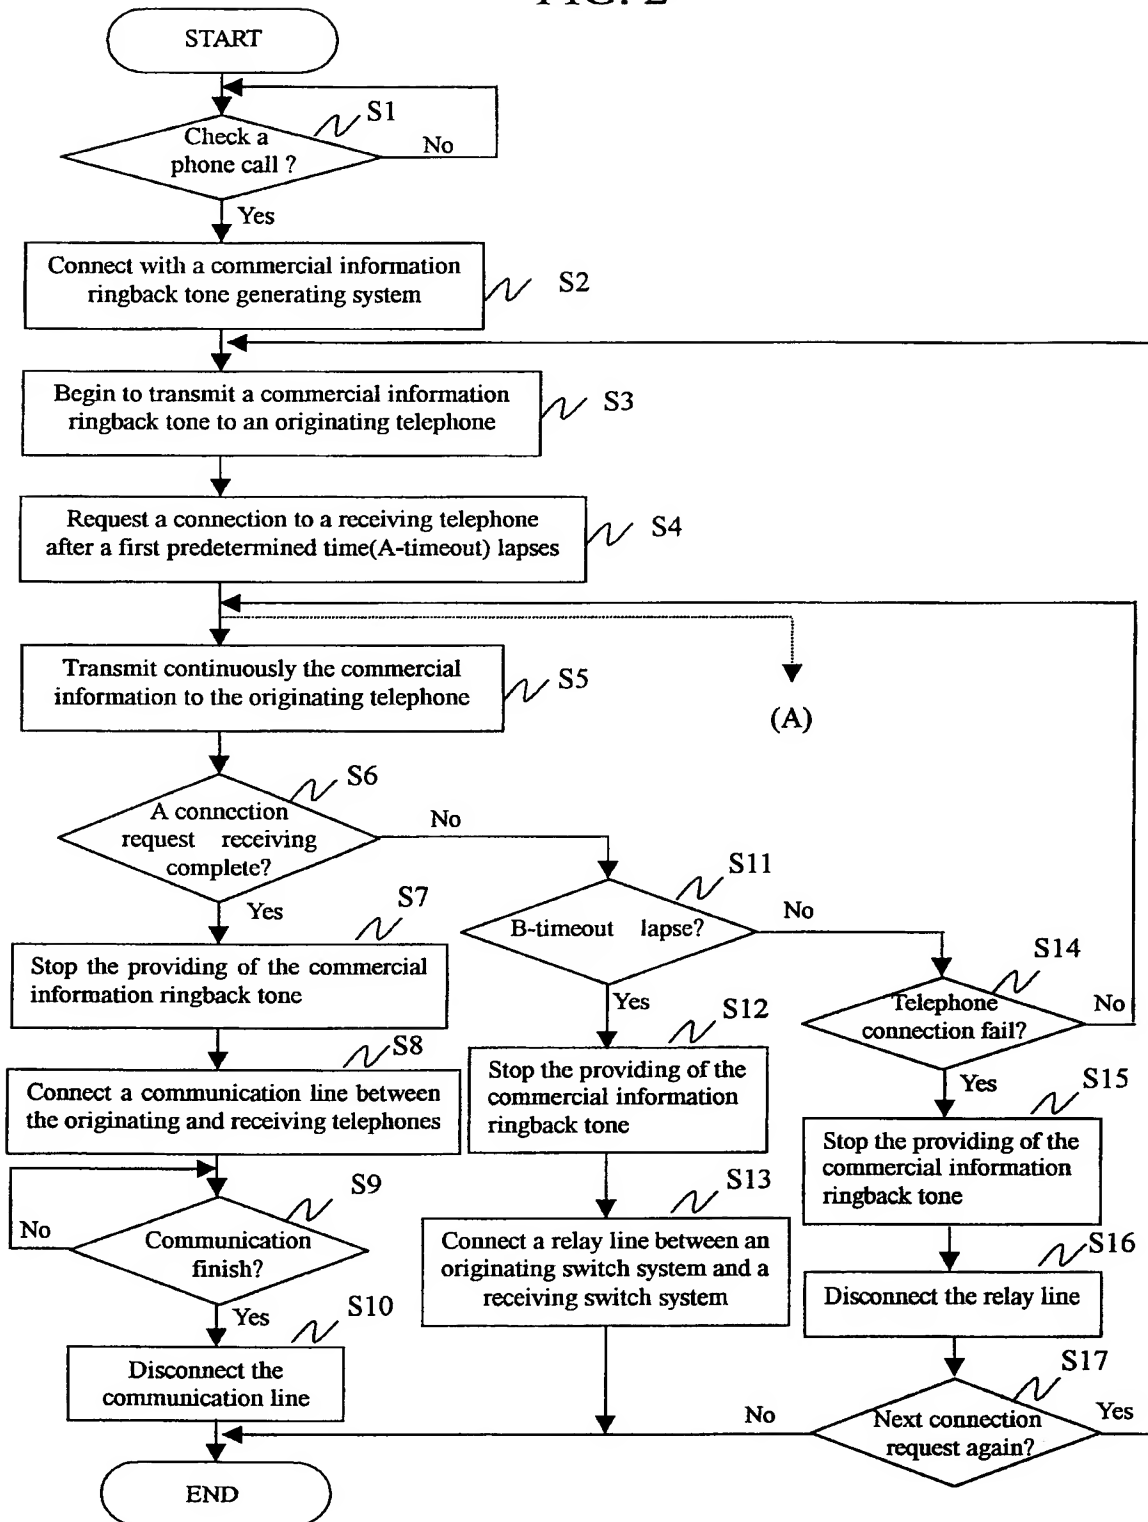 FIG. 2
START
S1
Check a
phone call ?
No
Yes
Connect with a commercial information
ringback tone generating system
S2
Begin to transmit a commercial information
ringback tone to an originating telephone
S3
Request a connection to a receiving telephone
after a first predetermined time(A-timeout) lapses
S4
Transmit continuously the commercial
information to the originating telephone
S5
(A)
S6
A connection
request receiving
complete?
No
Yes
S11
B-timeout lapse?
No
Yes
S7
Stop the providing of the commercial
information ringback tone
S14
Telephone
connection fail?
No
Yes
S12
Stop the providing of the
commercial information
ringback tone
S8
Connect a communication line between
the originating and receiving telephones
S15
Stop the providing of the
commercial information
ringback tone
S9
Communication
finish?
No
Yes
S13
Connect a relay line between an
originating switch system and a
receiving switch system
S16
Disconnect the relay line
S10
Disconnect the
communication line
S17
Next connection
request again?
No
Yes
END